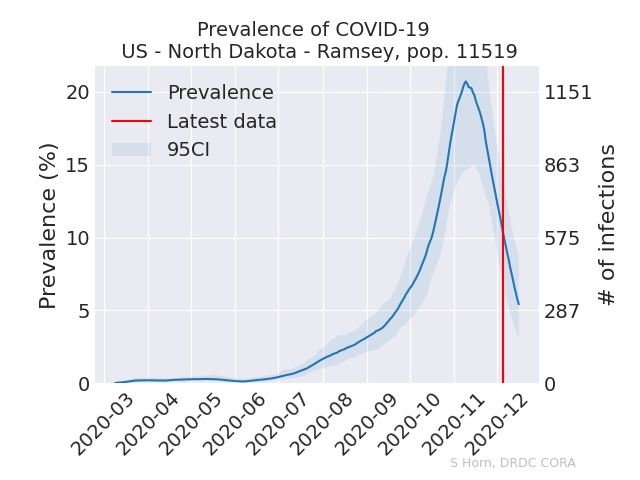 Prevalence of COVID-19
US - North Dakota - Ramsey, pop. 11519
Prevalence
Latest data
95CI
Prevalence (%)
20
15
10
5
0
1151
863
575
287
0
# of infections
2020-03
2020-04
2020-05
2020-06
2020-07
2020-08
2020-09
2020-10
2020-11
2020-12
S Horn, DRDC CORA